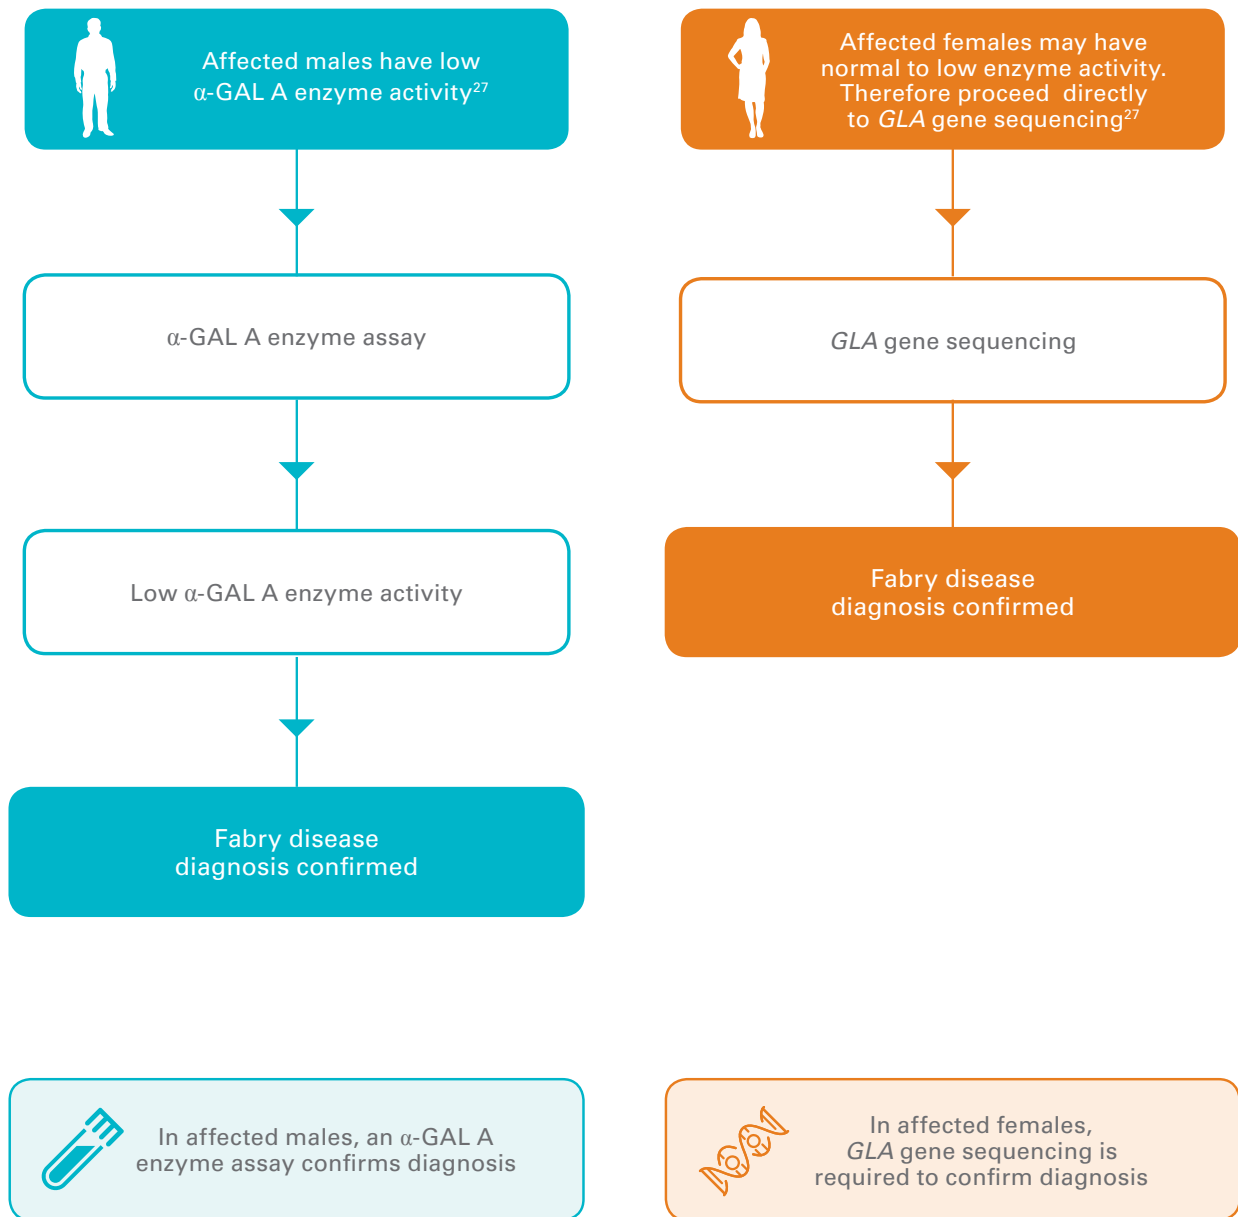 Affected males have low
α-GAL A enzyme activity²⁷
α-GAL A enzyme assay
Low α-GAL A enzyme activity
Fabry disease
diagnosis confirmed
In affected males, an α-GAL A
enzyme assay confirms diagnosis
Affected females may have
normal to low enzyme activity.
Therefore proceed directly
to GLA gene sequencing²⁷
GLA gene sequencing
Fabry disease
diagnosis confirmed
In affected females,
GLA gene sequencing is
required to confirm diagnosis